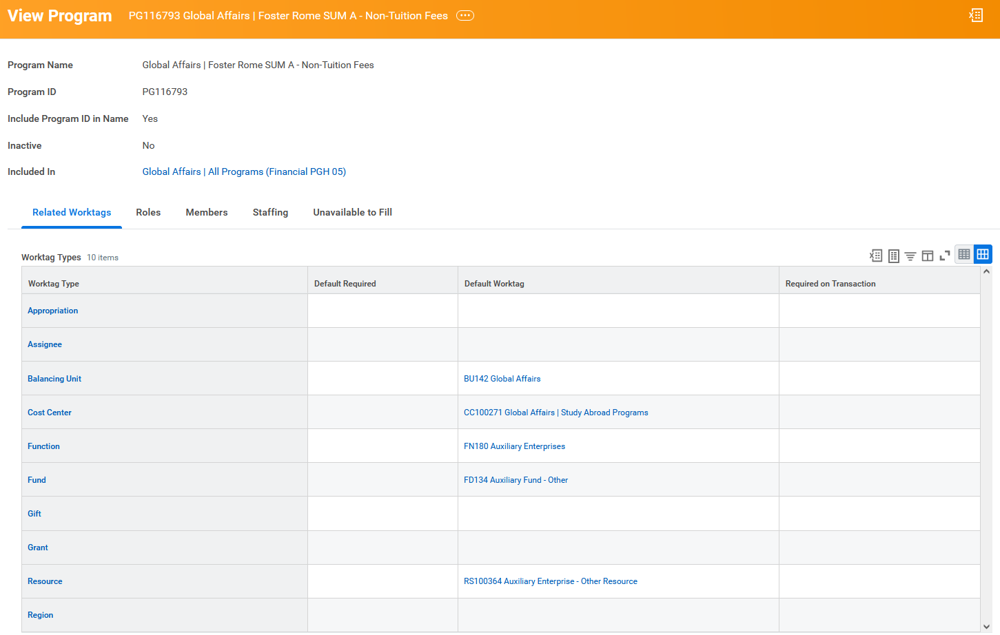 View Program PG116793 Global Affairs | Foster Rome SUM A - Non-Tuition Fees
Program Name Global Affairs | Foster Rome SUM A - Non-Tuition Fees
Program ID PG116793
Include Program ID in Name Yes
Inactive No
Included In Global Affairs | All Programs (Financial PGH 05)
Related Worktags Roles Members Staffing Unavailable to Fill
Worktag Types 10 items
Worktag Type Default Required Default Worktag Required on Transaction
Appropriation
Assignee
Balancing Unit BU142 Global Affairs
Cost Center CC100271 Global Affairs | Study Abroad Programs
Function FN180 Auxiliary Enterprises
Fund FD134 Auxiliary Fund - Other
Gift
Grant
Resource RS100364 Auxiliary Enterprise - Other Resource
Region